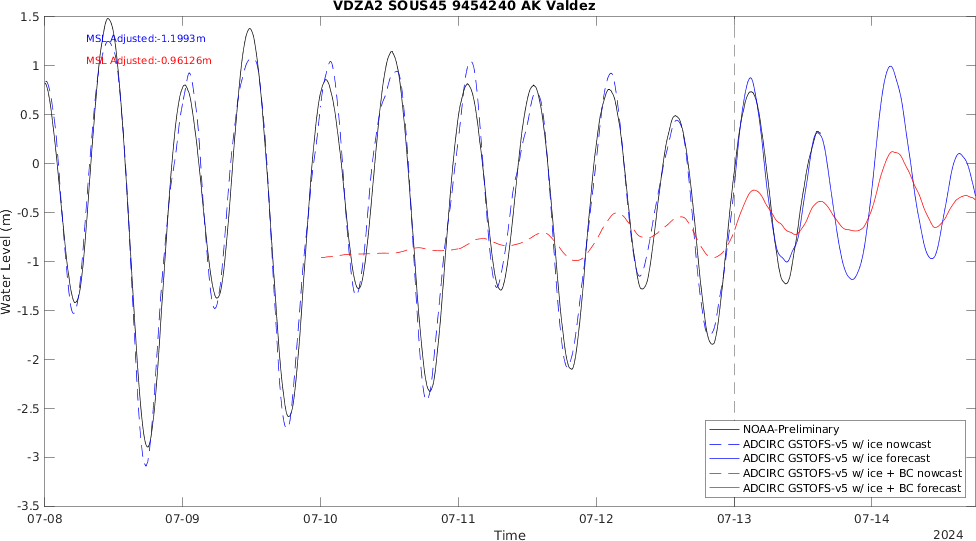 VDZA2 SOUS45 9454240 AK Valdez
MSL Adjusted:-1.1993m
MSL Adjusted:-0.96126m
1.5
1
0.5
0
-0.5
-1
-1.5
-2
-2.5
-3
-3.5
Water Level (m)
NOAA-Preliminary
ADCIRC GSTOFS-v5 w/ ice nowcast
ADCIRC GSTOFS-v5 w/ ice forecast
ADCIRC GSTOFS-v5 w/ ice + BC nowcast
ADCIRC GSTOFS-v5 w/ ice + BC forecast
07-08 07-09 07-10 07-11 07-12 07-13 07-14
Time
2024